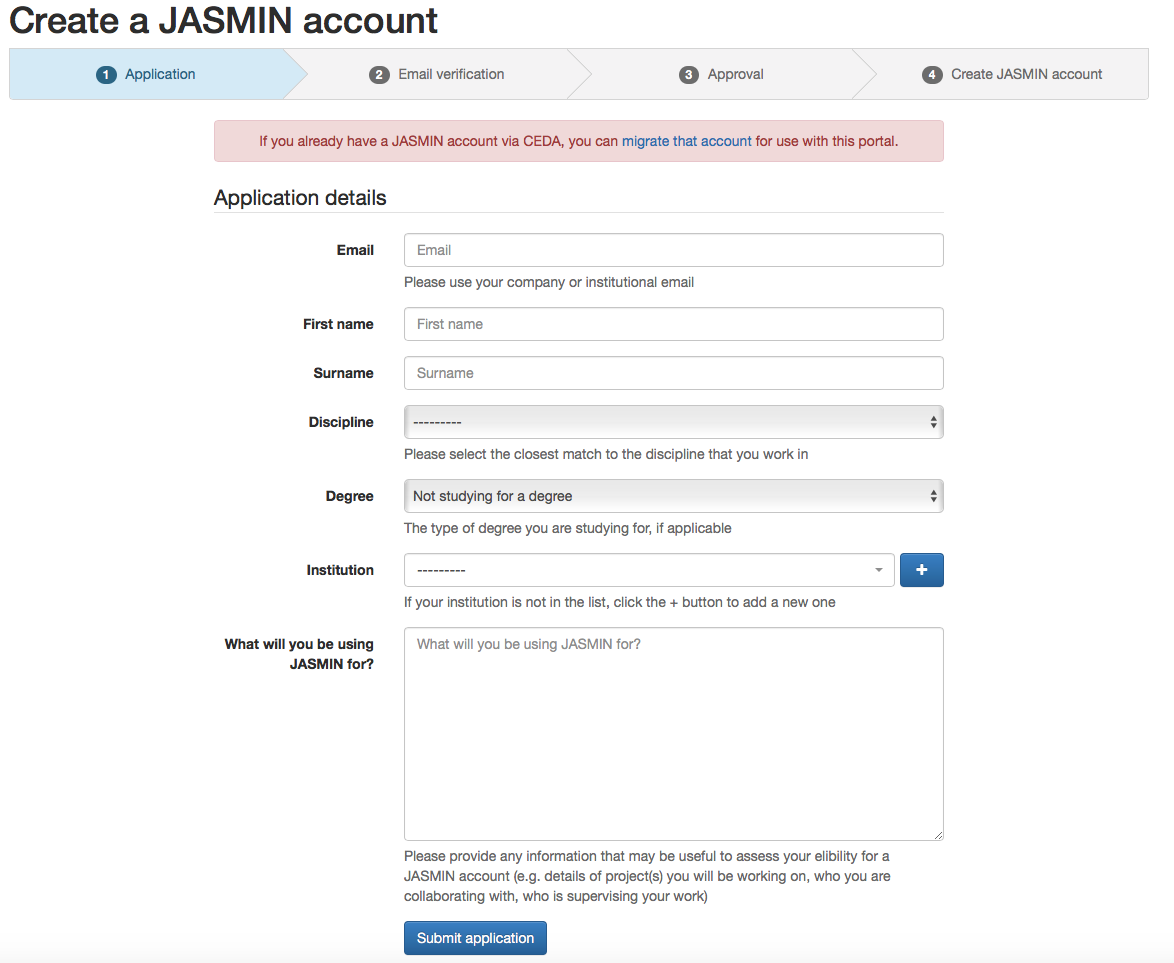 Create a JASMIN account
1 Application
2 Email verification
3 Approval
4 Create JASMIN account
If you already have a JASMIN account via CEDA, you can migrate that account for use with this portal.
Application details
Email
Email
Please use your company or institutional email
First name
First name
Surname
Surname
Discipline
---------
Please select the closest match to the discipline that you work in
Degree
Not studying for a degree
The type of degree you are studying for, if applicable
Institution
---------
+
If your institution is not in the list, click the + button to add a new one
What will you be using
JASMIN for?
What will you be using JASMIN for?
Please provide any information that may be useful to assess your elibility for a
JASMIN account (e.g. details of project(s) you will be working on, who you are
collaborating with, who is supervising your work)
Submit application